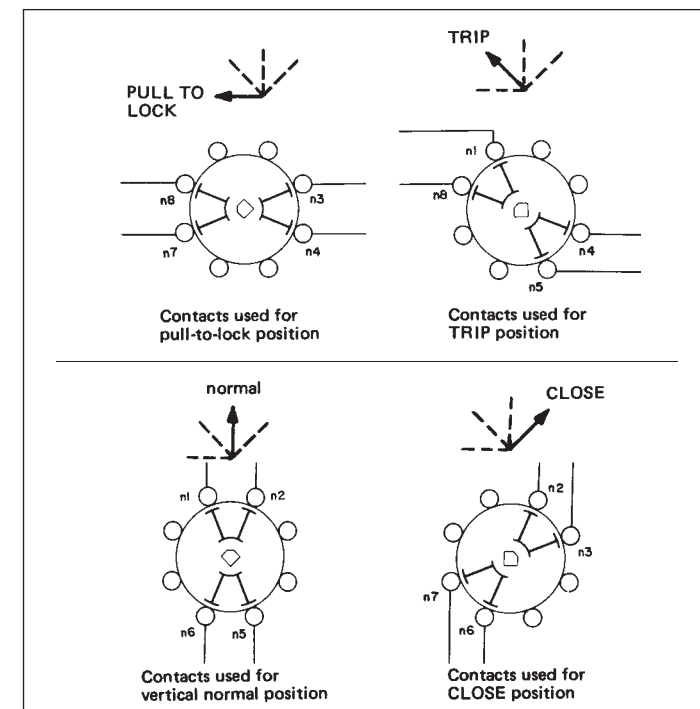 PULL TO
LOCK
n8
n3
n7
n4
Contacts used for
pull-to-lock position
TRIP
n1
n8
n4
n5
Contacts used for
TRIP position
normal
n1
n2
n6
n5
Contacts used for
vertical normal position
CLOSE
n2
n3
n7
n6
Contacts used for
CLOSE position